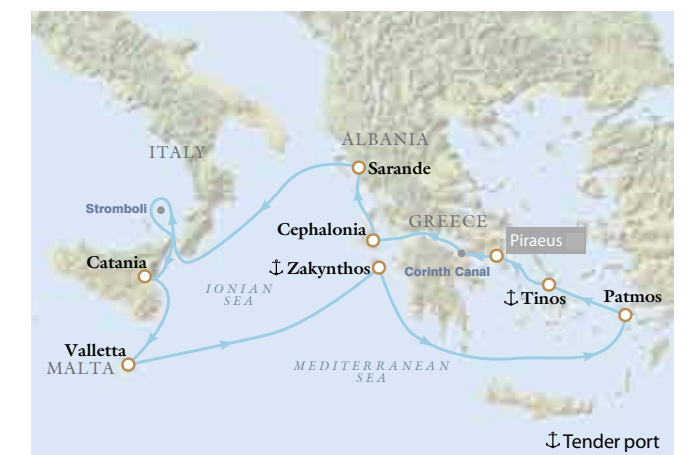 ALBANIA
ITALY
Sarande
Stromboli
GREECE
Cephalonia
Piraeus
Catania
⚓ Zakynthos
Corinth Canal
IONIAN
SEA
⚓ Tinos
Patmos
Valletta
MALTA
MEDITERRANEAN
SEA
⚓ Tender port